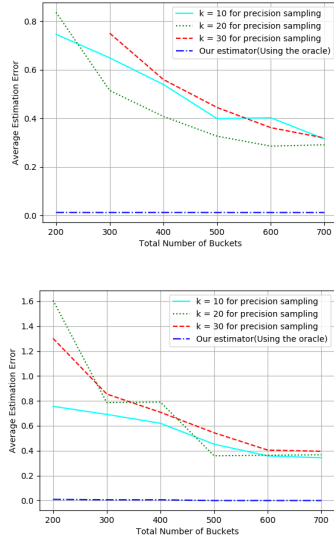 k = 10 for precision sampling
k = 20 for precision sampling
k = 30 for precision sampling
Our estimator(Using the oracle)
Average Estimation Error
0.8
0.6
0.4
0.2
0.0
200 300 400 500 600 700
Total Number of Buckets
k = 10 for precision sampling
k = 20 for precision sampling
k = 30 for precision sampling
Our estimator(Using the oracle)
Average Estimation Error
1.6
1.4
1.2
1.0
0.8
0.6
0.4
0.2
0.0
200 300 400 500 600 700
Total Number of Buckets